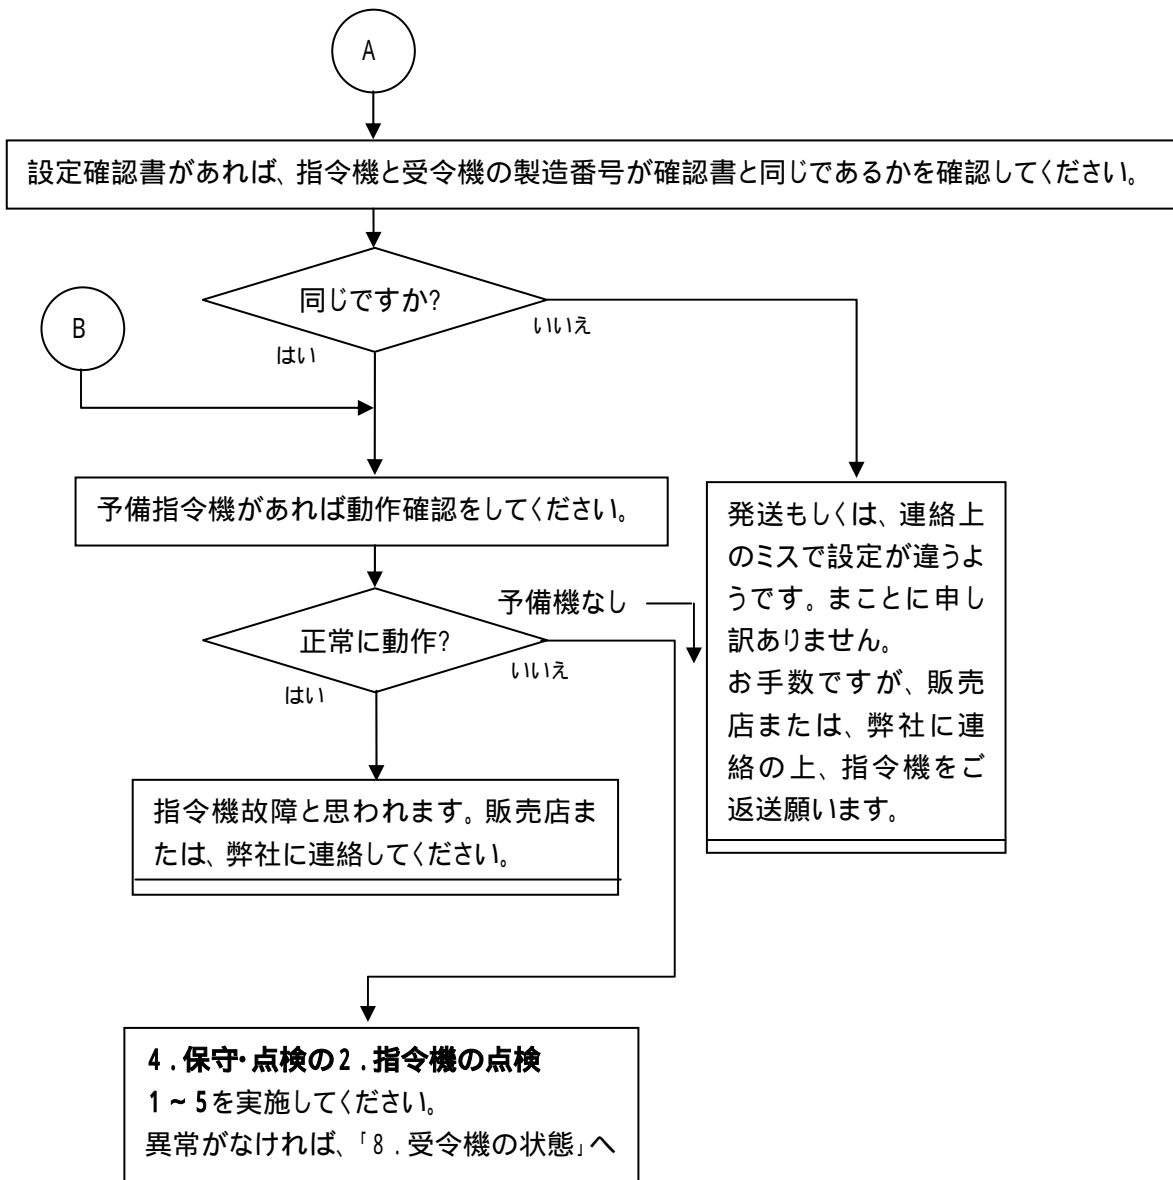 A
設定確認書があれば、指令機と受令機の製造番号が確認書と同じであるかを確認してください。
同じですか?
いいえ
はい
B
予備指令機があれば動作確認をしてください。
正常に動作?
いいえ
はい
予備機なし
発送もしくは、連絡上
のミスで設定が違うよ
うです。まことに申し
訳ありません。
お手数ですが、販売
店または、弊社に連
絡の上、指令機をご
返送願います。
指令機故障と思われます。販売店ま
たは、弊社に連絡してください。
4.保守・点検の2.指令機の点検
1~5を実施してください。
異常がなければ、「8.受令機の状態」へ